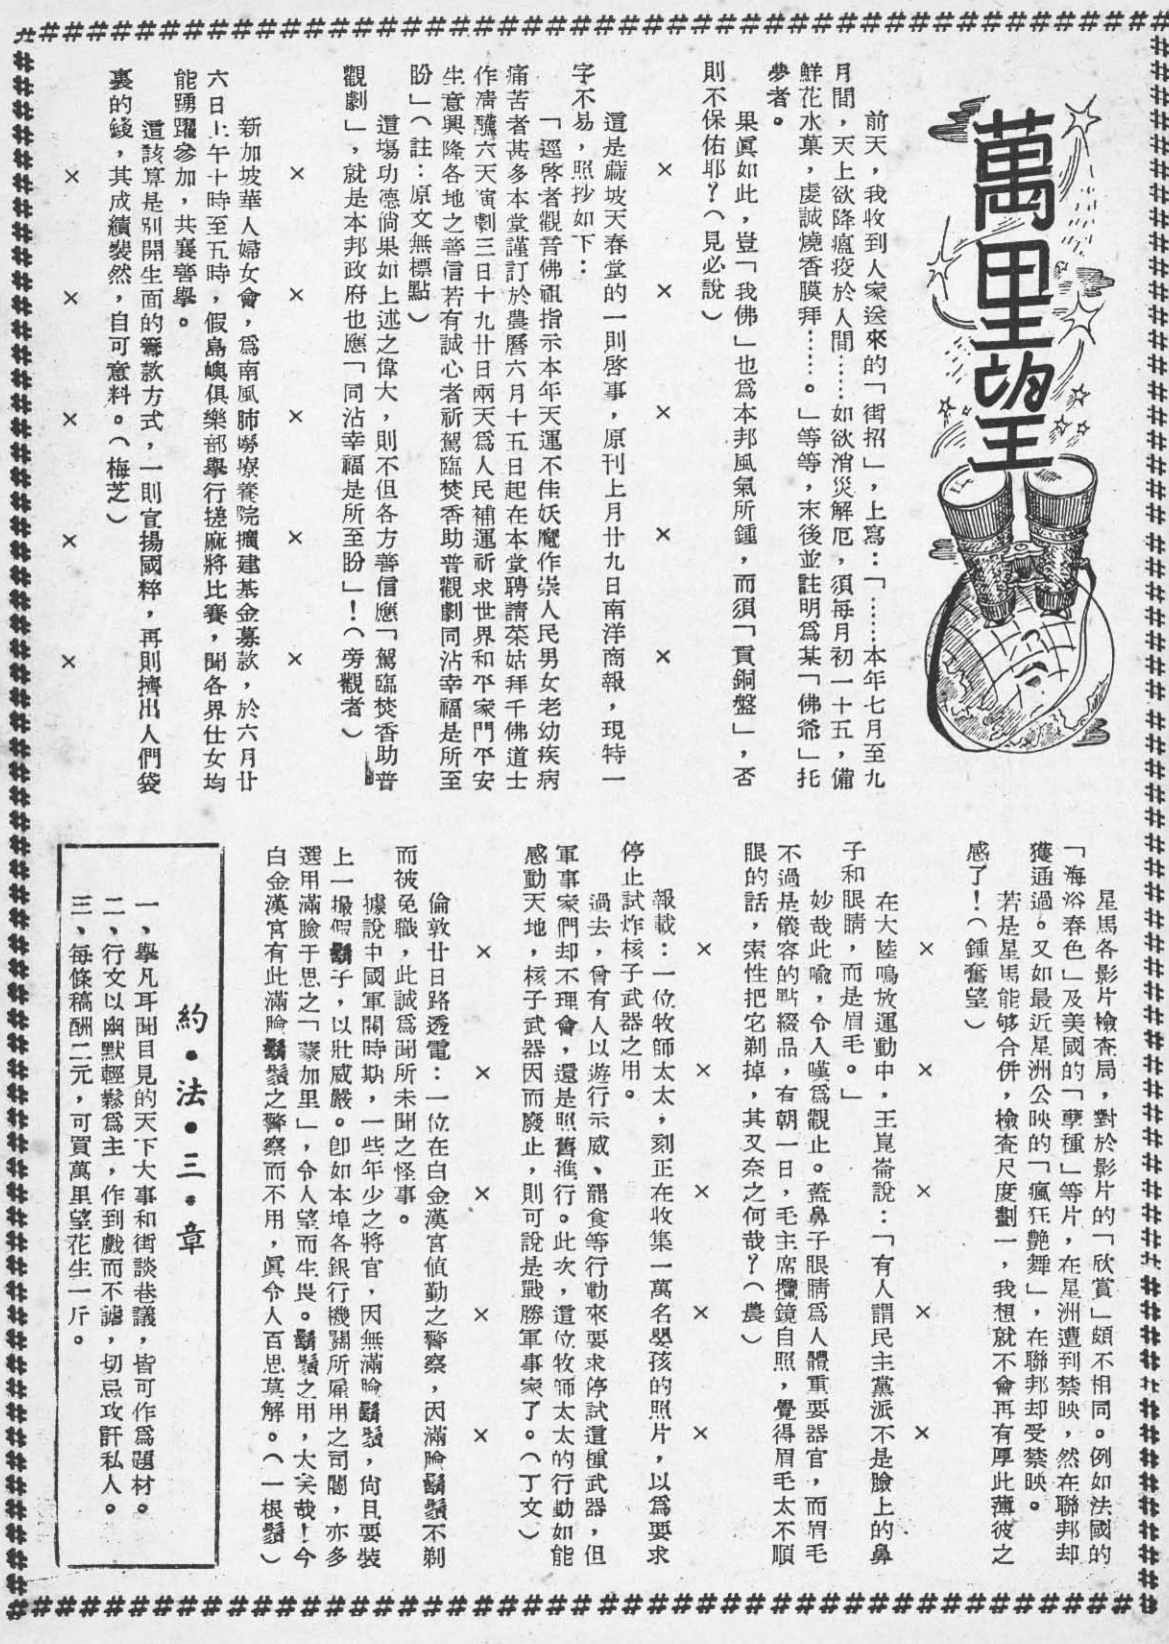 萬里望
前天，我收到人家送來的「街招」，上寫：「……本年七月至九
月間，天上欲降瘟疫於人間……如欲消災解厄，須每月初一十五，備
鮮花水菓，虔誠燒香膜拜……。」等等，末後並註明爲某「佛爺」托
夢者。
果眞如此，豈「我佛」也爲本邦風氣所鍾，而須「貢銅盤」，否
則不保佑耶？（見必說）
× × × × ×
這是蔴坡天春堂的一則啓事，原刊上月廿九日南洋商報，現特一
字不易，照抄如下：
「逕啓者觀音佛祖指示本年天運不佳妖魔作祟人民男女老幼疾病
痛苦者甚多本堂謹訂於農曆六月十五日起在本堂聘請菜姑拜千佛道士
作淸醮六天演劇三日十九廿日兩天爲人民補運祈求世界和平家門平安
生意興隆各地之善信若有誠心者祈駕臨焚香助普觀劇同沾幸福是所至
盼」（註：原文無標點）
這塲功德倘果如上述之偉大，則不但各方善信應「駕臨焚香助普
觀劇」，就是本邦政府也應「同沾幸福是所至盼」！（旁觀者）
× × × × ×
新加坡華人婦女會，爲南風肺癆療養院擴建基金募款，於六月廿
六日上午十時至五時，假島嶼俱樂部舉行搓麻將比賽，聞各界仕女均
能踴躍參加，共襄善舉。
這該算是別開生面的籌款方式，一則宣揚國粹，再則擠出人們袋
裏的錢，其成績裴然，自可意料。（梅芝）
× × × × ×
星馬各影片檢查局，對於影片的「欣賞」頗不相同。例如法國的
「海浴春色」及美國的「孽種」等片，在星洲遭到禁映，然在聯邦却
獲通過。又如最近星洲公映的「瘋狂艷舞」，在聯邦却受禁映。
若是星馬能够合併，檢查尺度劃一，我想就不會再有厚此薄彼之
感了！（鍾奮望）
× × × × ×
在大陸鳴放運動中，王崑崙說：「有人謂民主黨派不是臉上的鼻
子和眼睛，而是眉毛。」
妙哉此喩，令人嘆爲觀止。蓋鼻子眼睛爲人體重要器官，而眉毛
不過是儀容的點綴品，有朝一日，毛主席攬鏡自照，覺得眉毛太不順
眼的話，索性把它剃掉，其又奈之何哉？（農）
× × × × ×
報載：一位牧師太太，刻正在收集一萬名嬰孩的照片，以爲要求
停止試炸核子武器之用。
過去，曾有人以遊行示威、罷食等行動來要求停試這種武器，但
軍事家們却不理會，還是照舊進行。此次，這位牧師太太的行動如能
感動天地，核子武器因而廢止，則可說是戰勝軍事家了。（丁文）
× × × × ×
倫敦廿日路透電：一位在白金漢宮偵勤之警察，因滿臉鬍鬚不剃
而被免職，此誠爲聞所未聞之怪事。
據說中國軍閥時期，一些年少之將官，因無滿臉鬍鬚，尙且要裝
上一撮假鬍子，以壯威嚴。卽如本埠各銀行機關所雇用之司閽，亦多
選用滿臉于思之「蒙加里」，令人望而生畏。鬍鬚之用，大矣哉！今
白金漢宮有此滿臉鬍鬚之警察而不用，眞令人百思莫解。（一根鬚）
約•法•三•章
一、舉凡耳聞目見的天下大事和街談巷議，皆可作爲題材。
二、行文以幽默輕鬆爲主，作到戲而不謔，切忌攻訐私人。
三、每條稿酬二元，可買萬里望花生一斤。